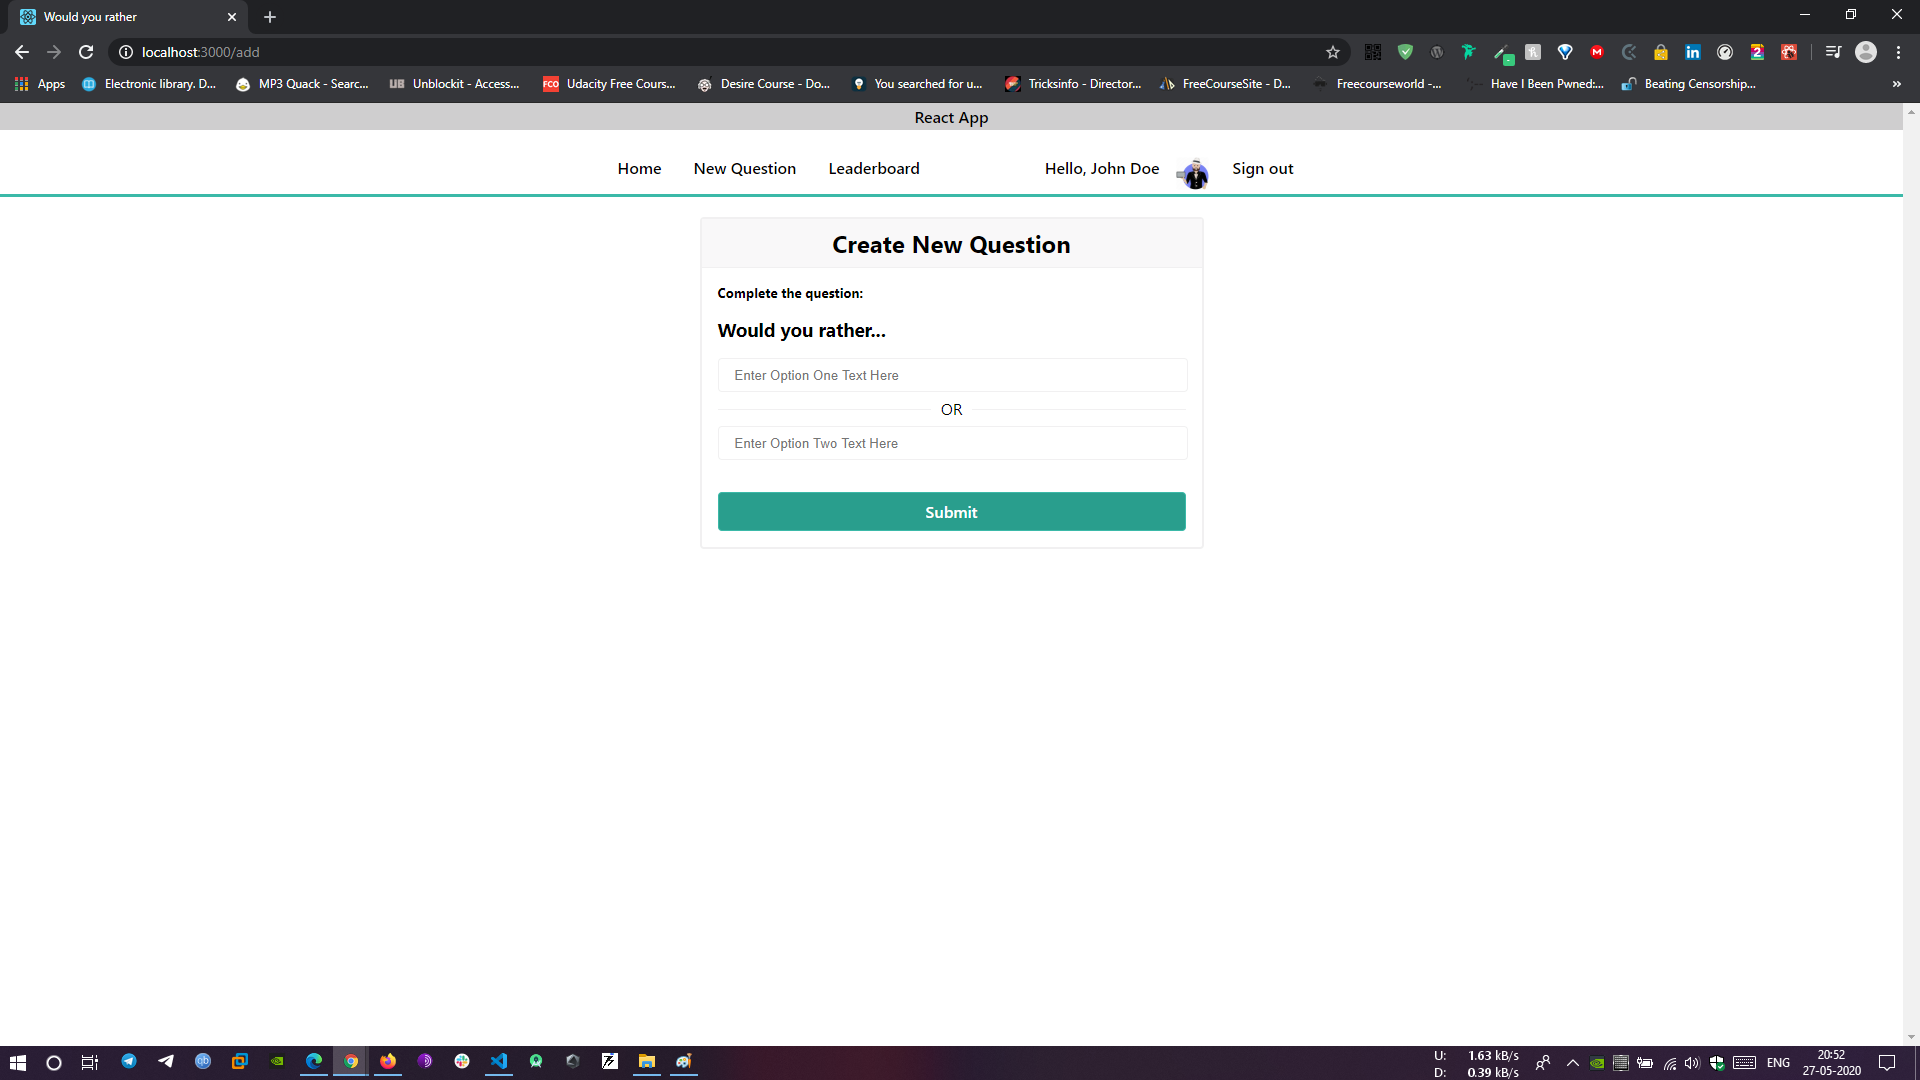 Would you rather
localhost:3000/add
Apps
Electronic library. D...
MP3 Quack - Searc...
UB
Unblockit - Access...
FCO
Udacity Free Cours...
Desire Course - Do...
You searched for u...
Tricksinfo - Director...
FreeCourseSite - D...
Freecourseworld -...
Have I Been Pwned:...
Beating Censorship...
»
React App
Home
New Question
Leaderboard
Hello, John Doe
Sign out
Create New Question
Complete the question:
Would you rather...
Enter Option One Text Here
OR
Enter Option Two Text Here
Submit
U: 1.63 kB/s
D: 0.39 kB/s
ENG
20:52
27-05-2020